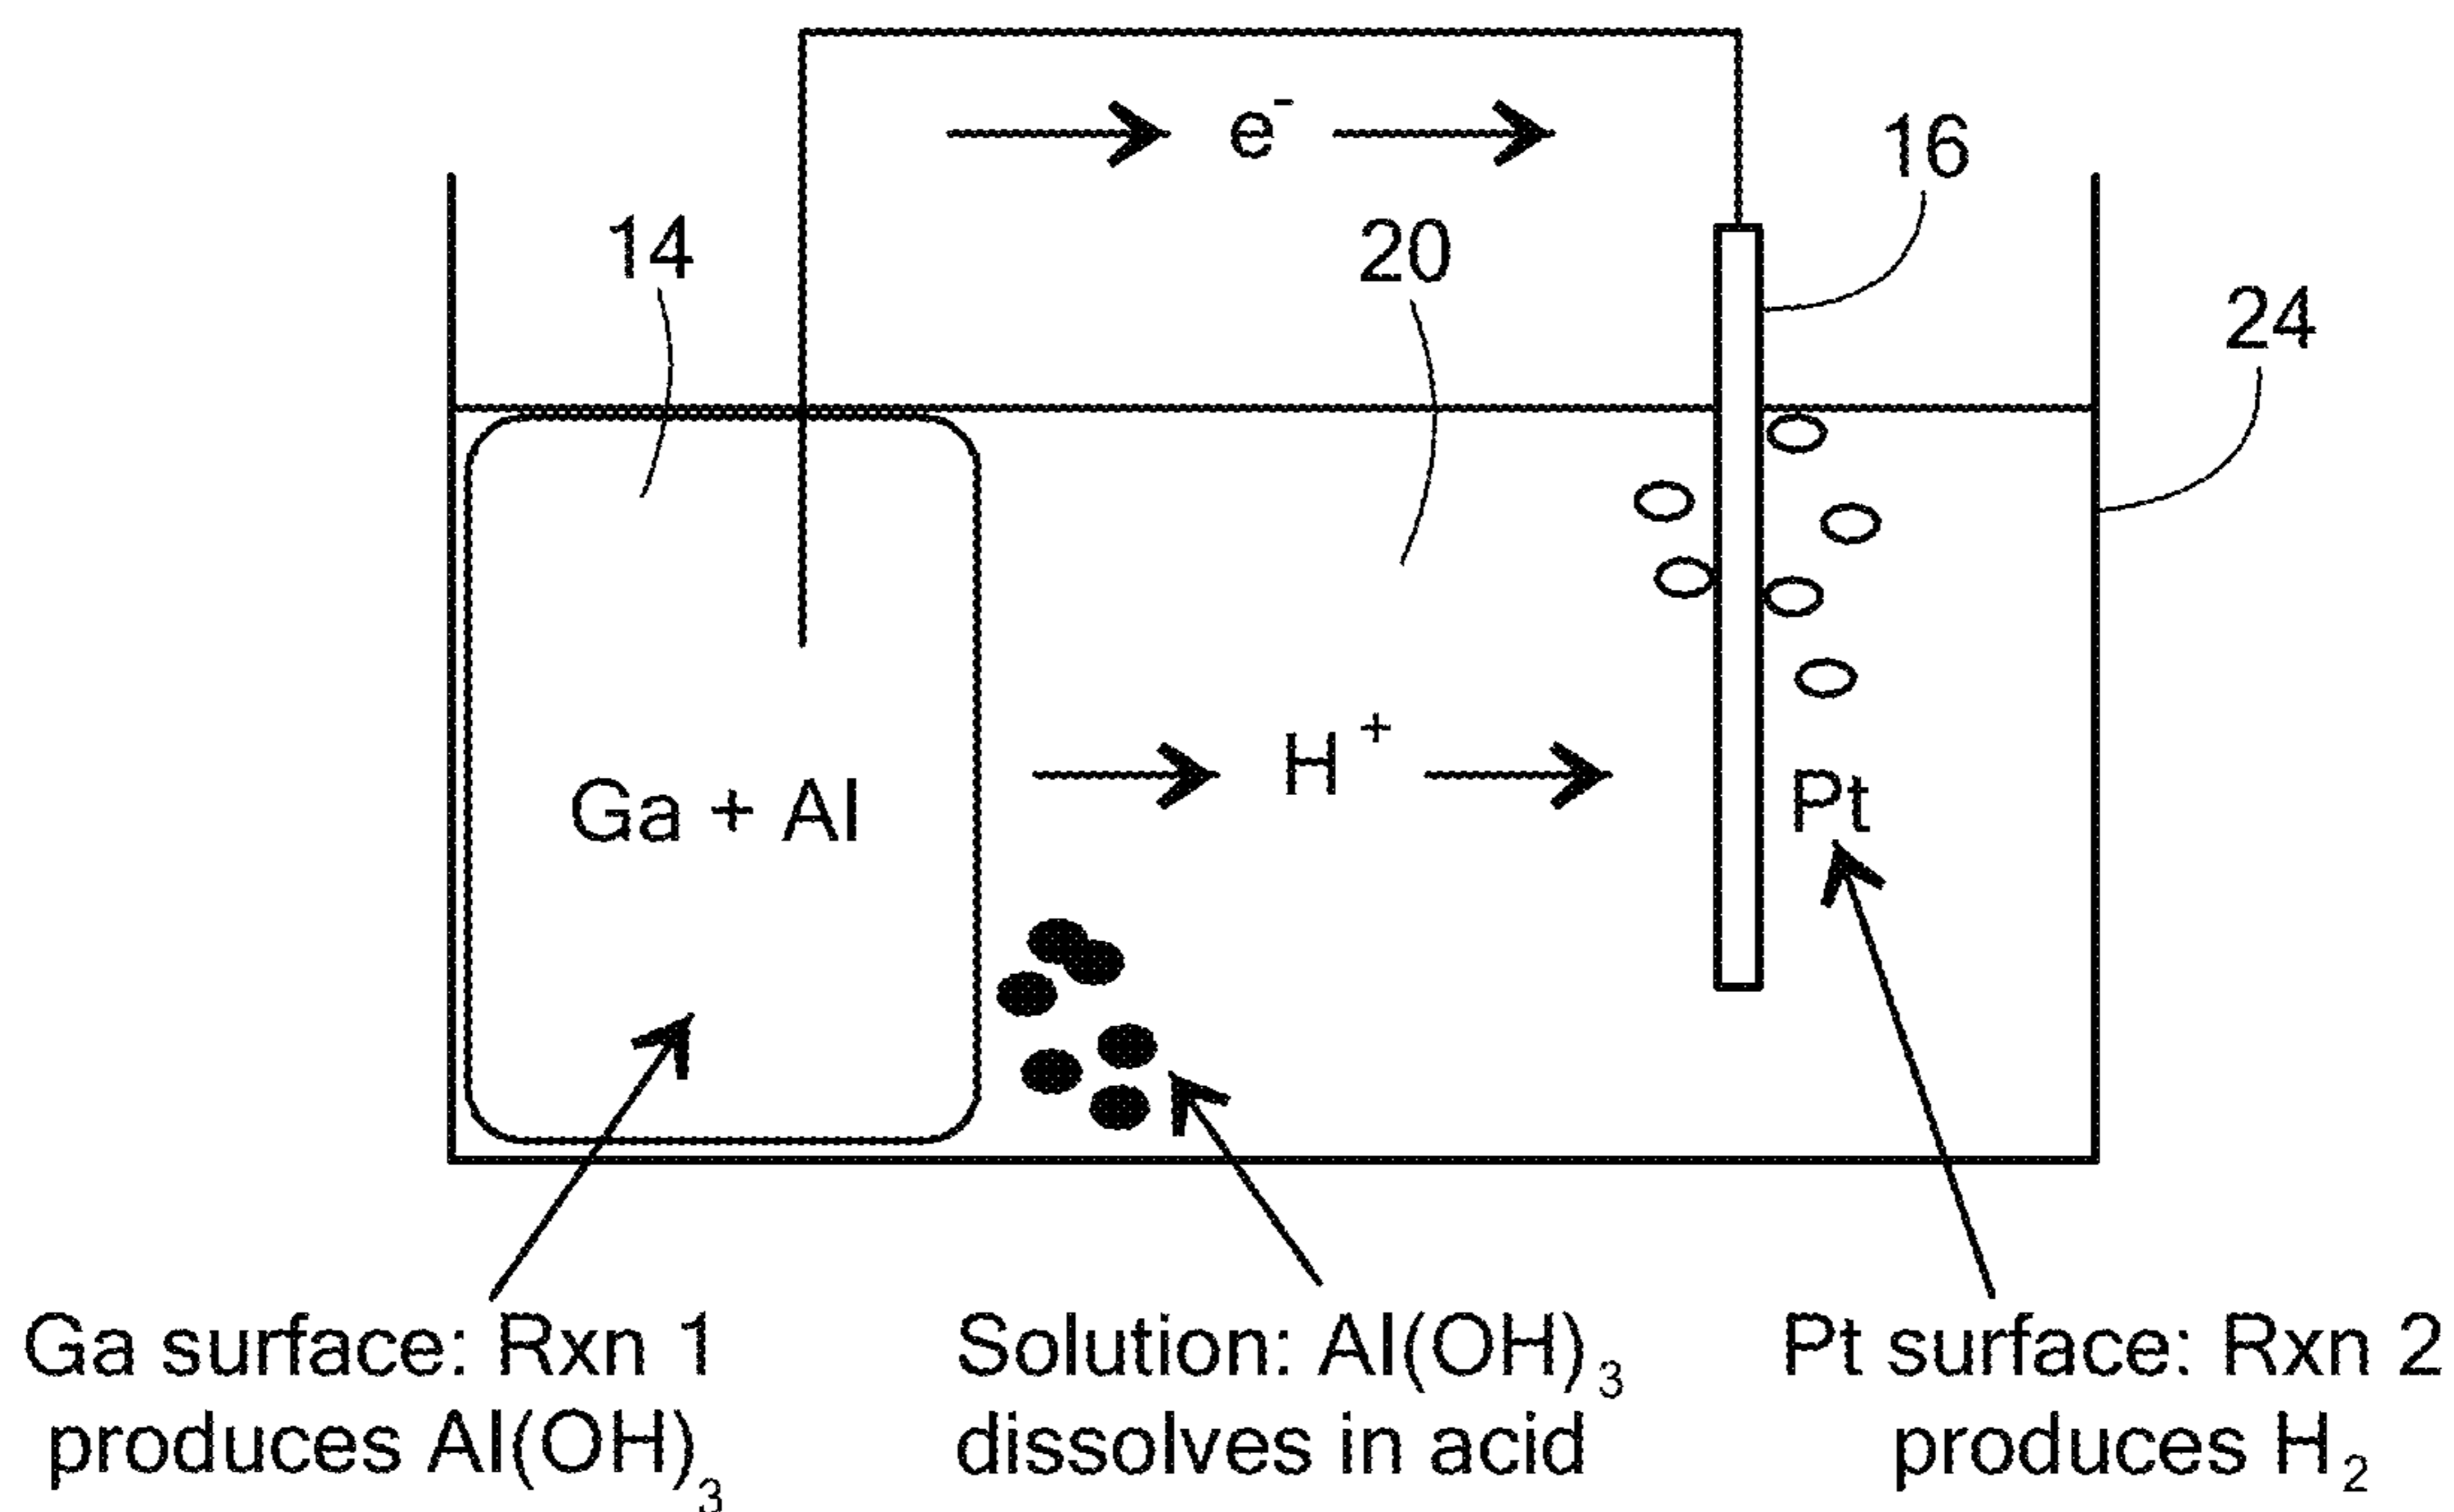 e⁻
16
14
20
24
H⁺
Ga + Al
Pt
Ga surface: Rxn 1
produces Al(OH)₃
Solution: Al(OH)₃
dissolves in acid
Pt surface: Rxn 2
produces H₂